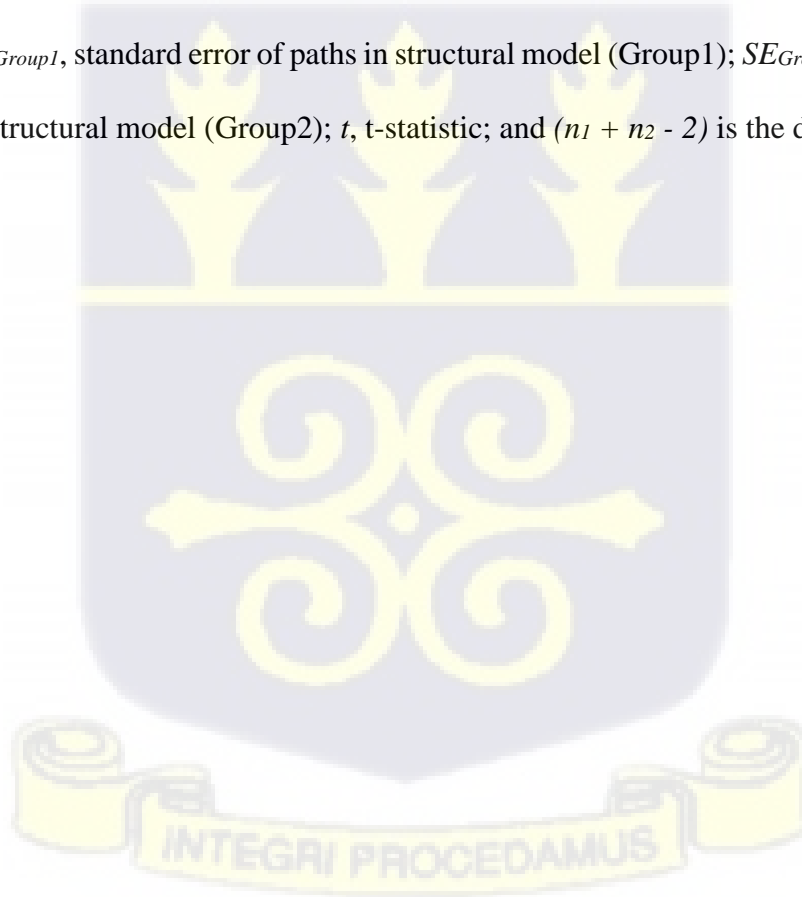 Group1, standard error of paths in structural model (Group1); SEGro
tructural model (Group2); t, t-statistic; and (n1 + n2 - 2) is the d
INTEGRI PROCEDAMUS